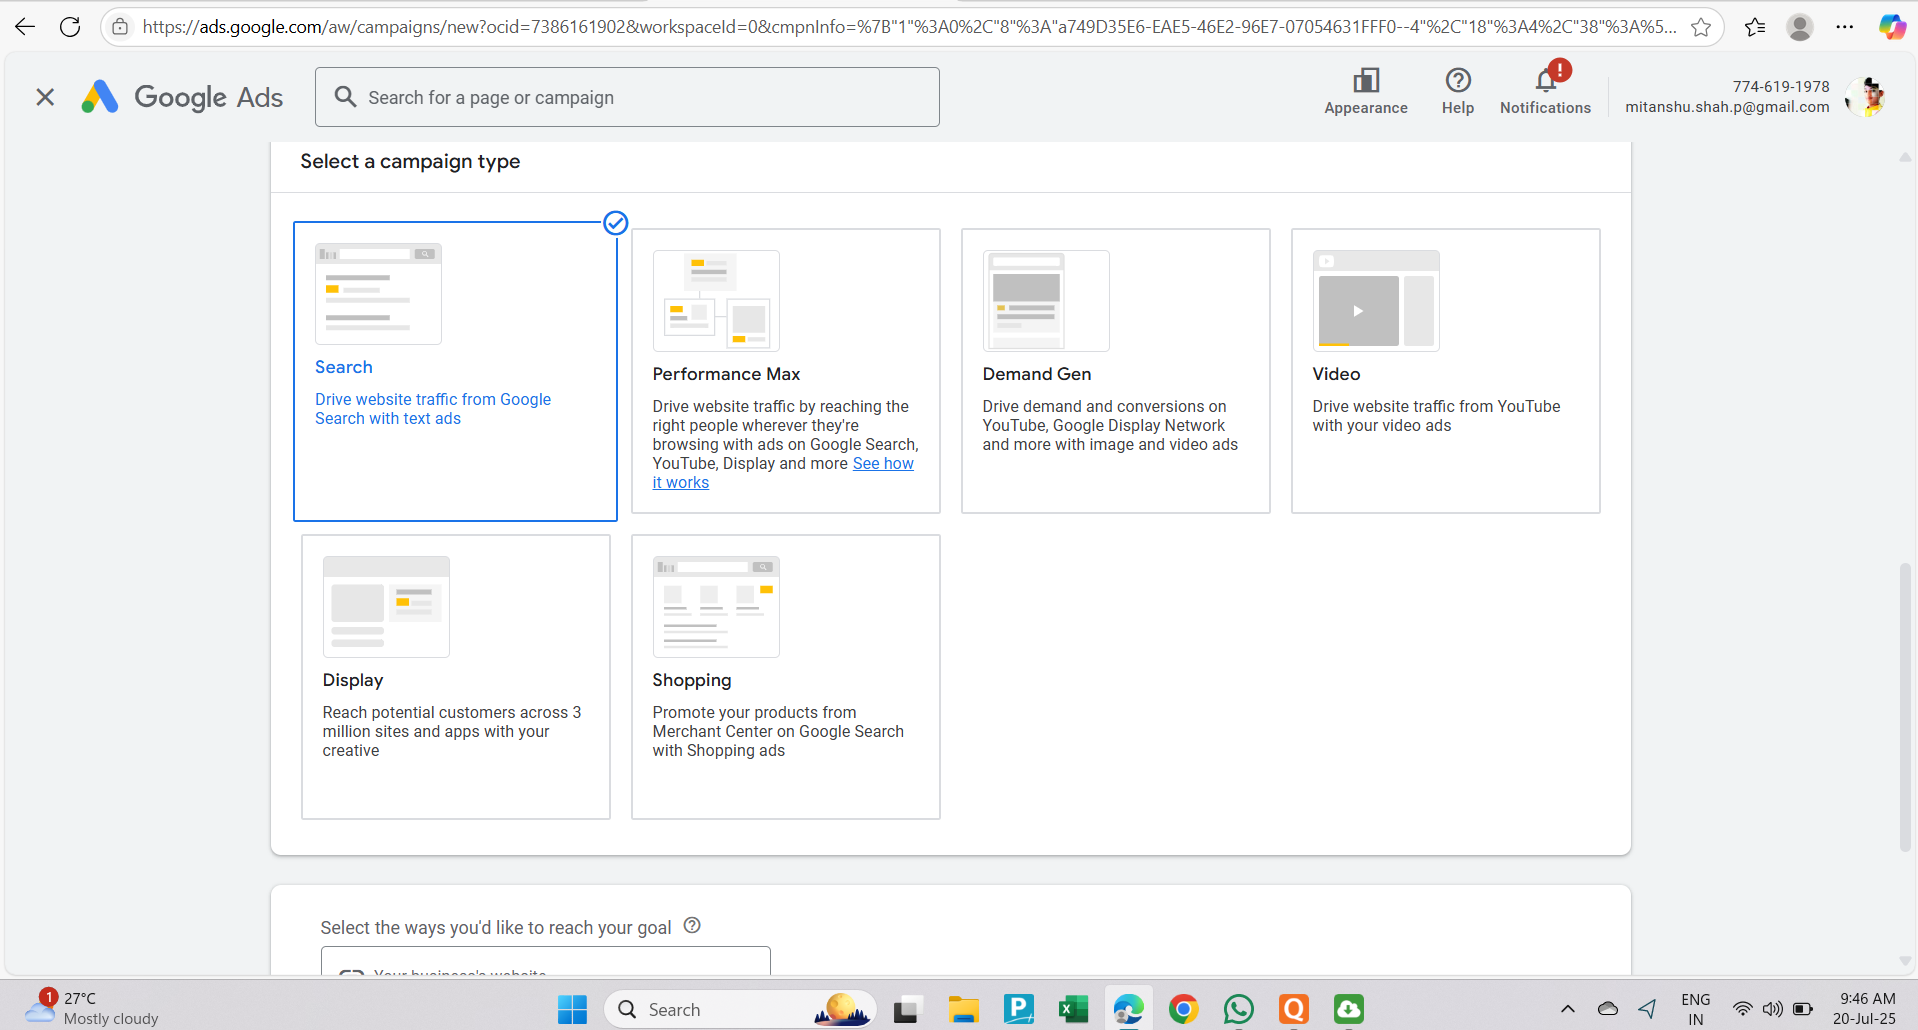 https://ads.google.com/aw/campaigns/new?ocid=7386161902&workspaceId=0&cmpnInfo=%7B"1"%3A0%2C"8"%3A"a749D35E6-EAE5-46E2-96E7-07054631FFF0--4"%2C"18"%3A4%2C"38"%3A%5...
Google Ads
Search for a page or campaign
Appearance
Help
!
Notifications
774-619-1978
mitanshu.shah.p@gmail.com
Select a campaign type
Search
Drive website traffic from Google
Search with text ads
Performance Max
Drive website traffic by reaching the
right people wherever they're
browsing with ads on Google Search,
YouTube, Display and more See how
it works
Demand Gen
Drive demand and conversions on
YouTube, Google Display Network
and more with image and video ads
Video
Drive website traffic from YouTube
with your video ads
Display
Reach potential customers across 3
million sites and apps with your
creative
Shopping
Promote your products from
Merchant Center on Google Search
with Shopping ads
Select the ways you'd like to reach your goal
Your business's website
1
27°C
Mostly cloudy
Search
ENG
IN
9:46 AM
20-Jul-25